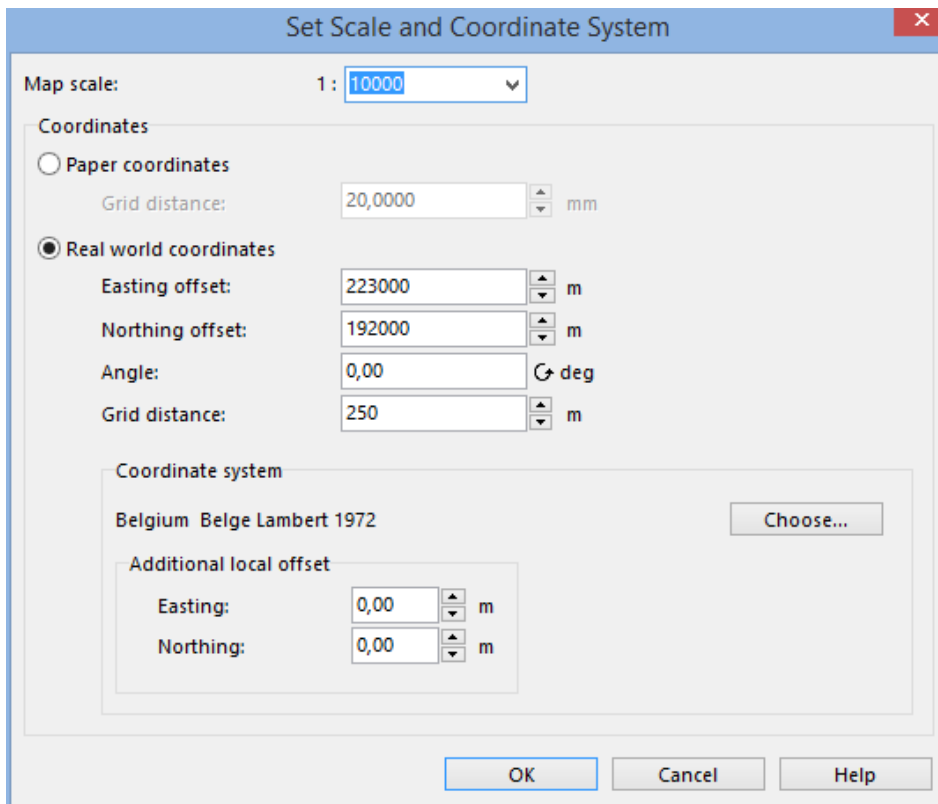 Set Scale and Coordinate System
Map scale: 1 : 10000
Coordinates
Paper coordinates
Grid distance: 20,0000 mm
Real world coordinates
Easting offset: 223000 m
Northing offset: 192000 m
Angle: 0,00 deg
Grid distance: 250 m
Coordinate system
Belgium  Belge Lambert 1972 Choose...
Additional local offset
Easting: 0,00 m
Northing: 0,00 m
OK Cancel Help